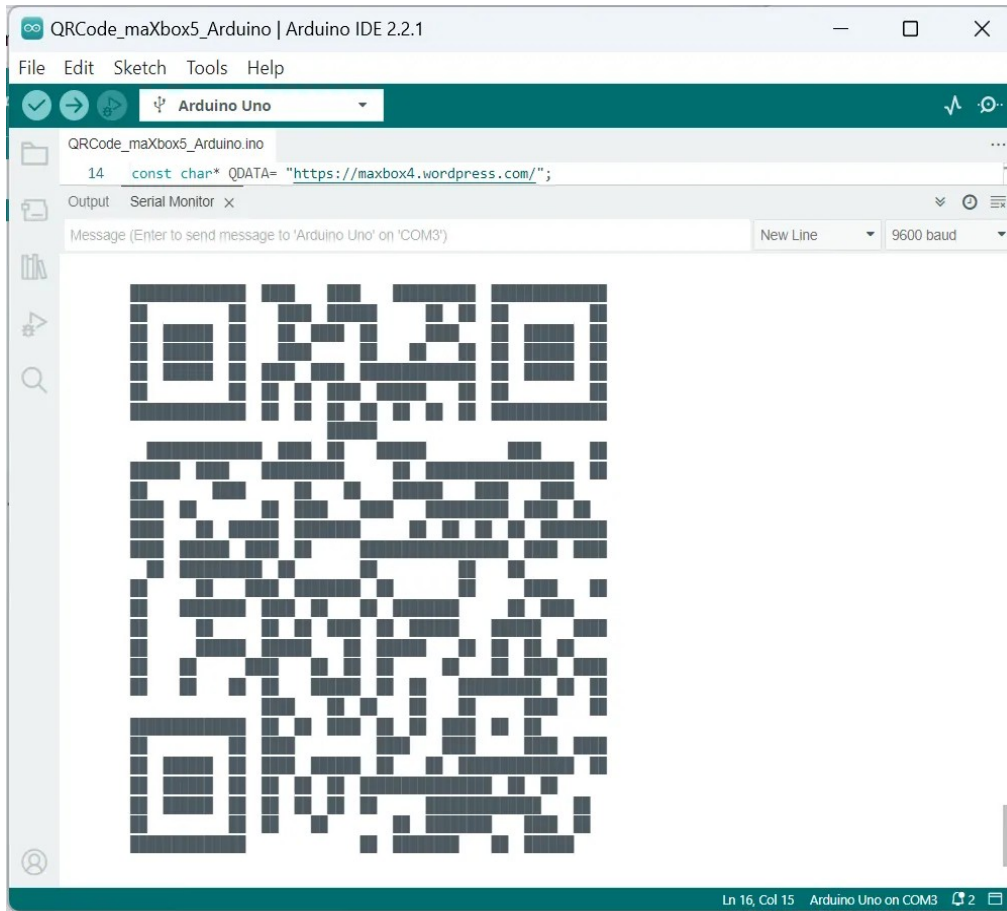 QRCode_maXbox5_Arduino | Arduino IDE 2.2.1
File Edit Sketch Tools Help
Arduino Uno
QRCode_maXbox5_Arduino.ino
14 const char* QDATA= "https://maxbox4.wordpress.com/";
Output Serial Monitor
Message (Enter to send message to 'Arduino Uno' on 'COM3')
New Line 9600 baud
Ln 16, Col 15 Arduino Uno on COM3 2